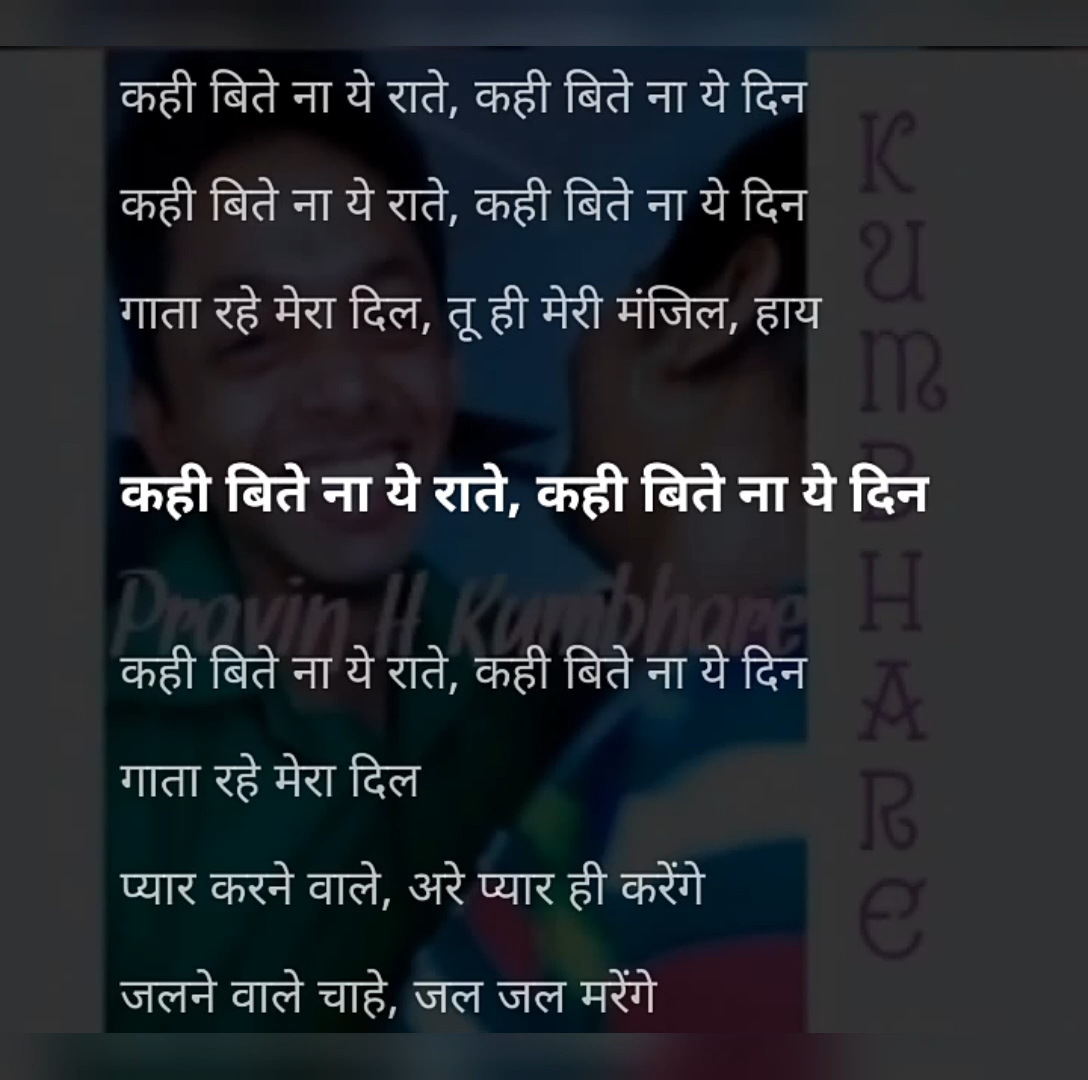 कही बिते ना ये राते, कही बिते ना ये दिन
कही बिते ना ये राते, कही बिते ना ये दिन
गाता रहे मेरा दिल, तू ही मेरी मंजिल, हाय
कही बिते ना ये राते, कही बिते ना ये दिन
Pravin H Kumbhare
कही बिते ना ये राते, कही बिते ना ये दिन
गाता रहे मेरा दिल
प्यार करने वाले, अरे प्यार ही करेंगे
जलने वाले चाहे, जल जल मरेंगे
KUMBHARE